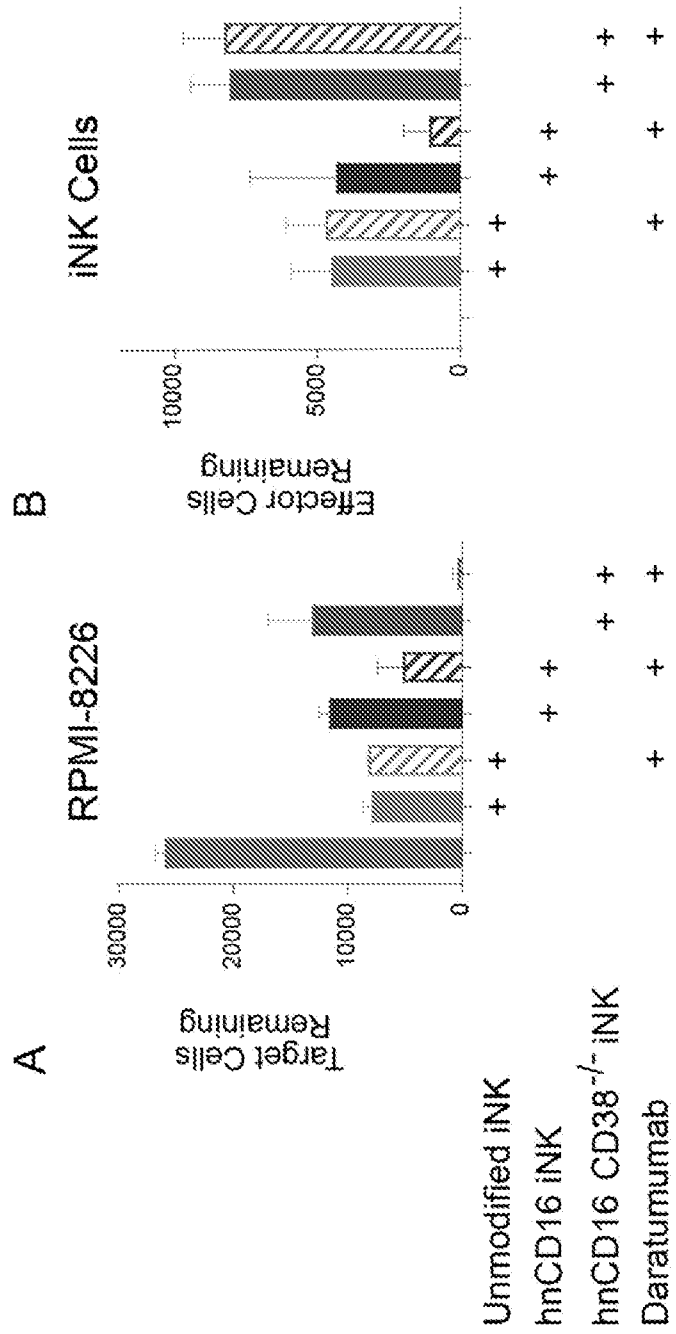 A
RPMI-8226
Target Cells
Remaining
30000
20000
10000
0
B
iNK Cells
Effector Cells
Remaining
10000
5000
0
Unmodified iNK + + + +
hnCD16 iNK + + + +
hnCD16 CD38-/- iNK + + + +
Daratumumab + + + + + +